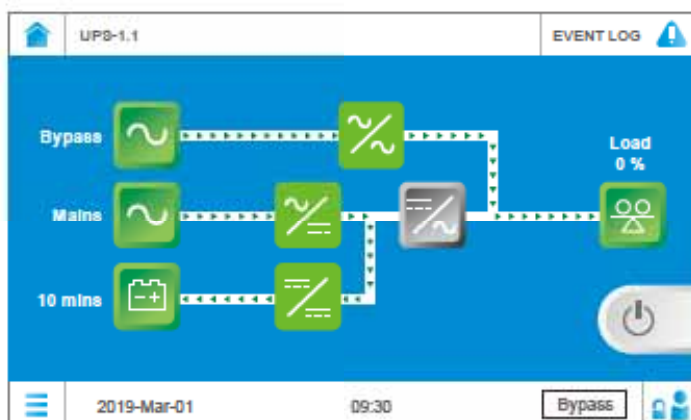 UPS-1.1
EVENT LOG
Bypass
Load
0 %
Mains
10 mins
2019-Mar-01
09:30
Bypass